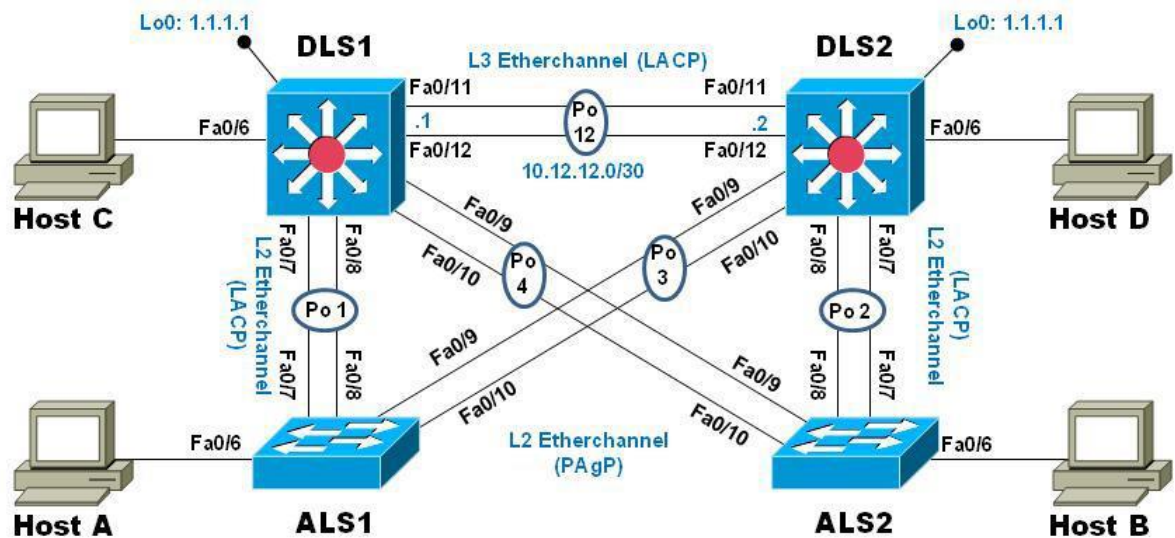 Lo0: 1.1.1.1
Lo0: 1.1.1.1
DLS1
DLS2
L3 Etherchannel (LACP)
Fa0/11
Fa0/11
Fa0/6
.1
Po
12
.2
Fa0/6
Fa0/12
Fa0/12
10.12.12.0/30
Host C
Host D
Fa0/9
Fa0/9
Fa0/10
Fa0/10
Fa0/7
Fa0/8
Fa0/8
Fa0/7
Po
4
Po
3
L2 Etherchannel
(LACP)
Po 1
Po 2
(LACP)
L2 Etherchannel
Fa0/7
Fa0/8
Fa0/9
Fa0/10
Fa0/9
Fa0/10
Fa0/8
Fa0/7
L2 Etherchannel
(PAgP)
Fa0/6
Fa0/6
Host A
ALS1
ALS2
Host B